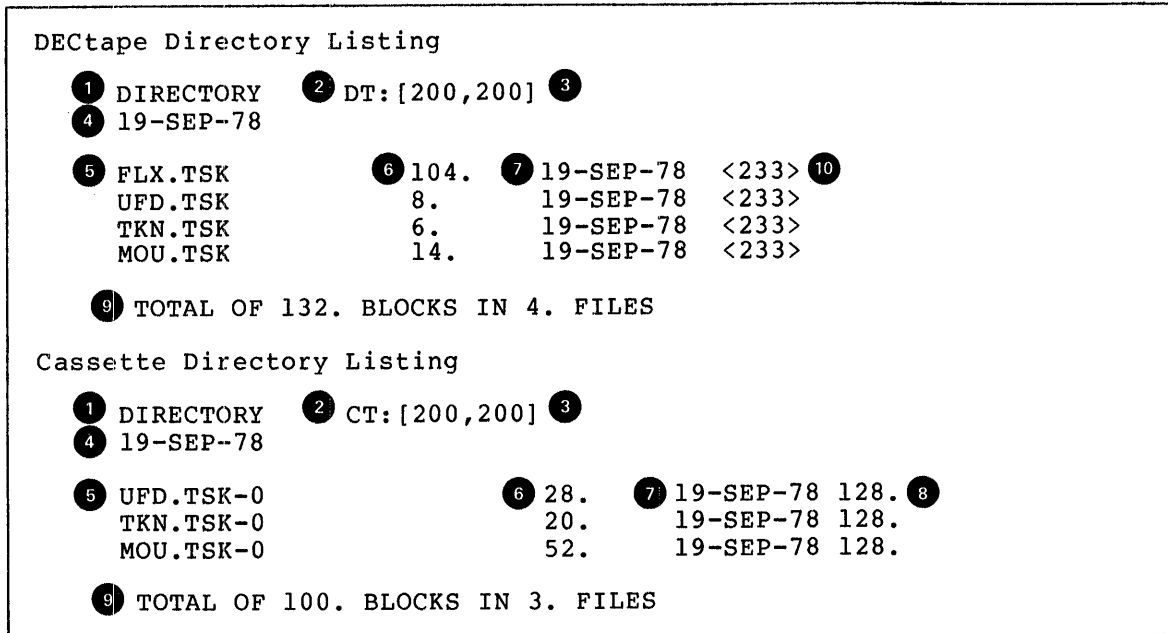 DECtape Directory Listing
1 DIRECTORY 2 DT:[200,200] 3
4 19-SEP-78
5 FLX.TSK 6 104. 7 19-SEP-78 <233> 10
UFD.TSK 8. 19-SEP-78 <233>
TKN.TSK 6. 19-SEP-78 <233>
MOU.TSK 14. 19-SEP-78 <233>
9 TOTAL OF 132. BLOCKS IN 4. FILES
Cassette Directory Listing
1 DIRECTORY 2 CT:[200,200] 3
4 19-SEP-78
5 UFD.TSK-0 6 28. 7 19-SEP-78 128. 8
TKN.TSK-0 20. 19-SEP-78 128.
MOU.TSK-0 52. 19-SEP-78 128.
9 TOTAL OF 100. BLOCKS IN 3. FILES